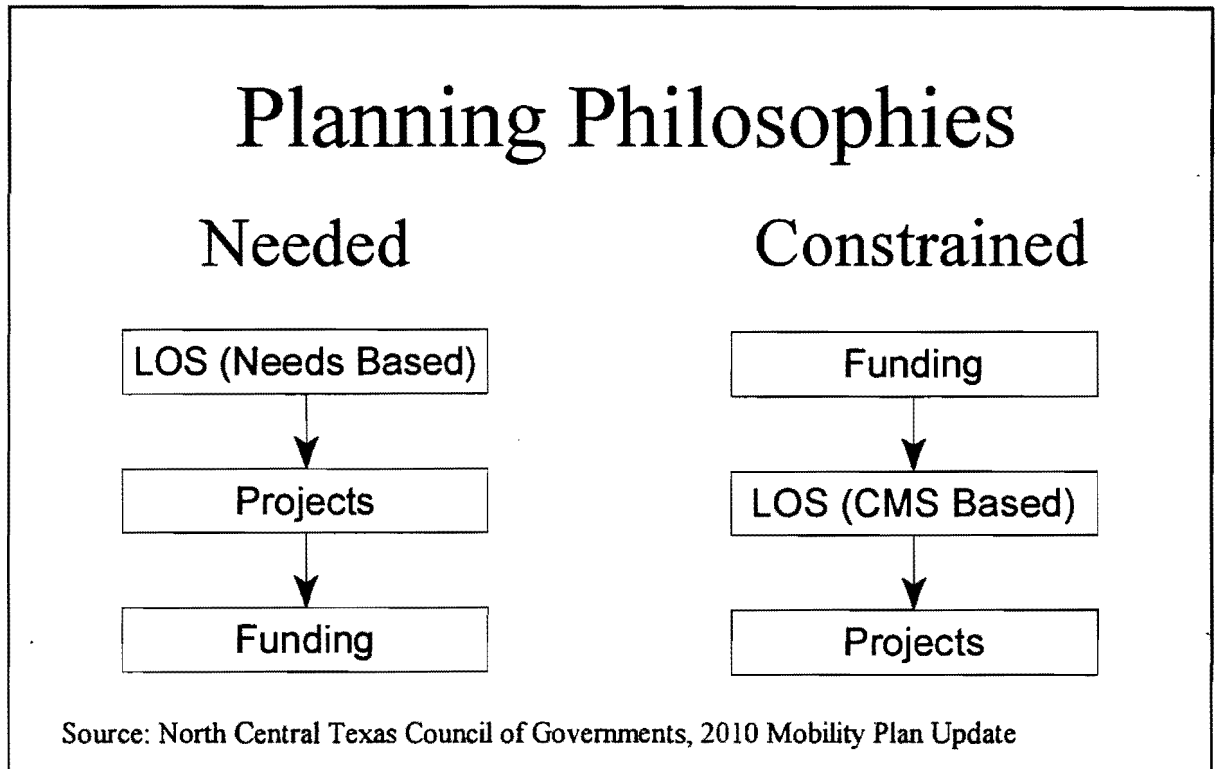 Planning Philosophies
Needed
LOS (Needs Based)
Projects
Funding
Constrained
Funding
LOS (CMS Based)
Projects
Source: North Central Texas Council of Governments, 2010 Mobility Plan Update